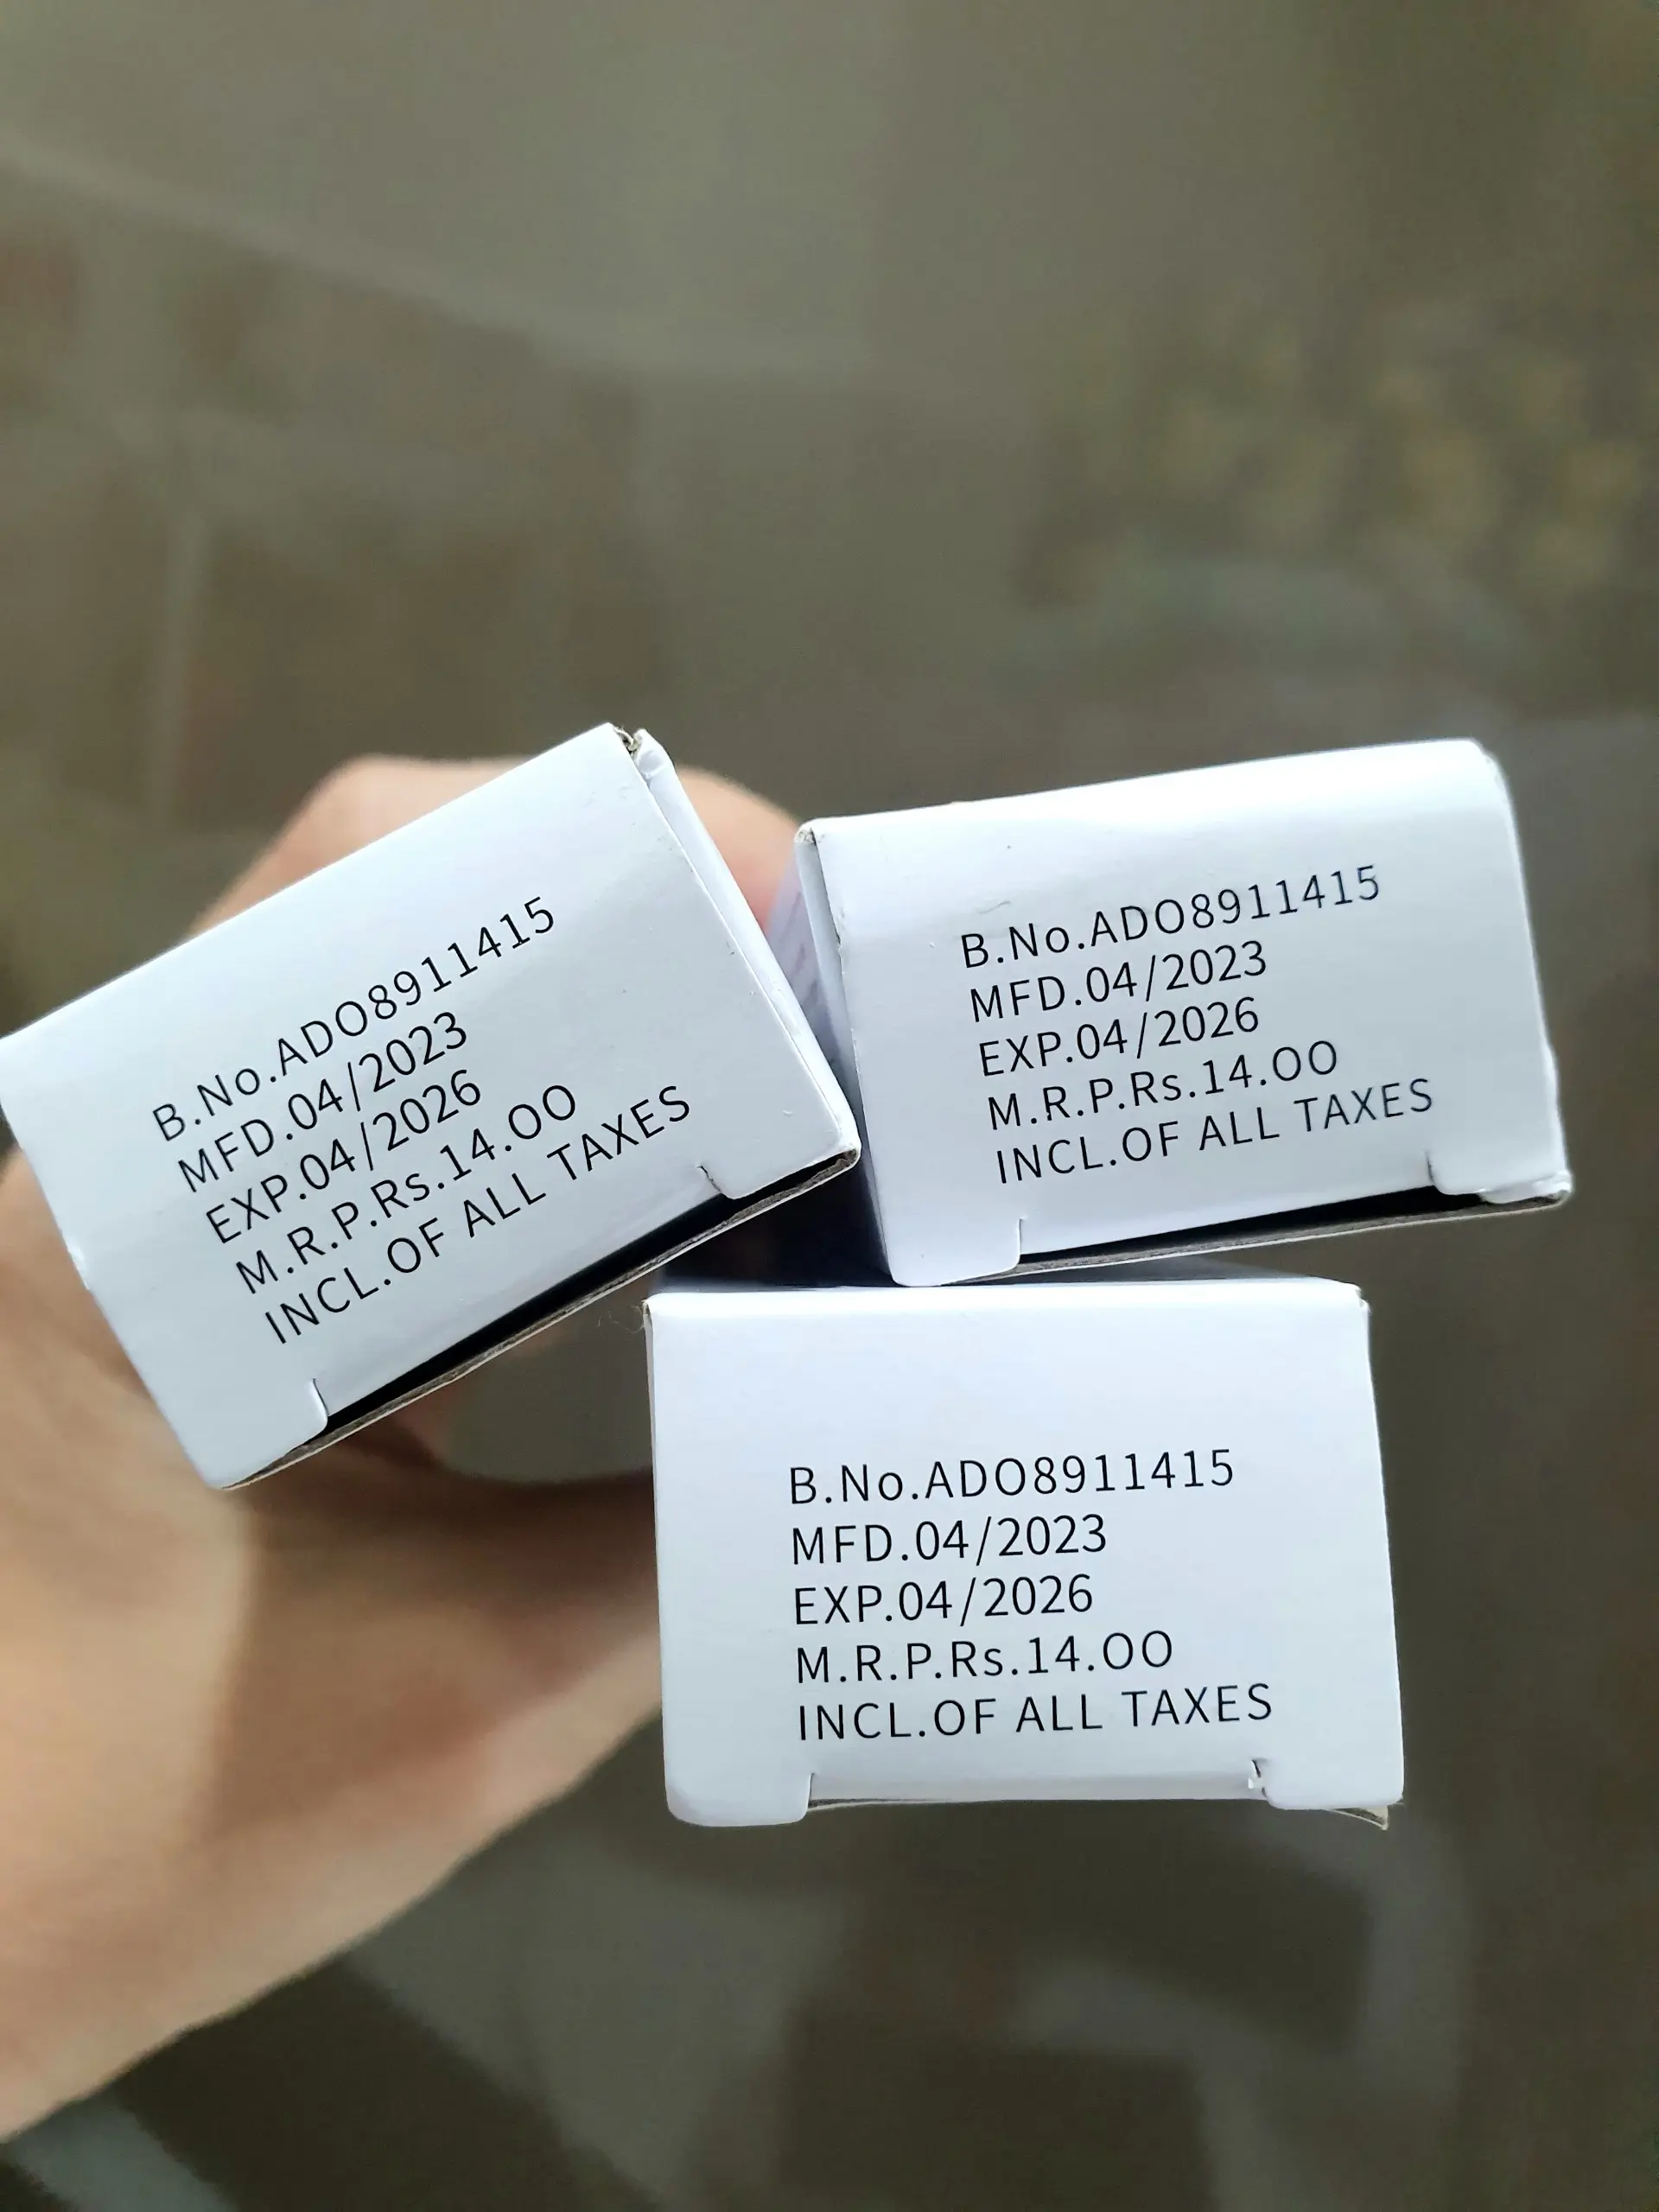 B.No.ADO8911415
MFD.04/2023
EXP.04/2026
M.R.P.Rs.14.OO
INCL.OF ALL TAXES
B.No.ADO8911415
MFD.04/2023
EXP.04/2026
M.R.P.Rs.14.OO
INCL.OF ALL TAXES
B.No.ADO8911415
MFD.04/2023
EXP.04/2026
M.R.P.Rs.14.OO
INCL.OF ALL TAXES